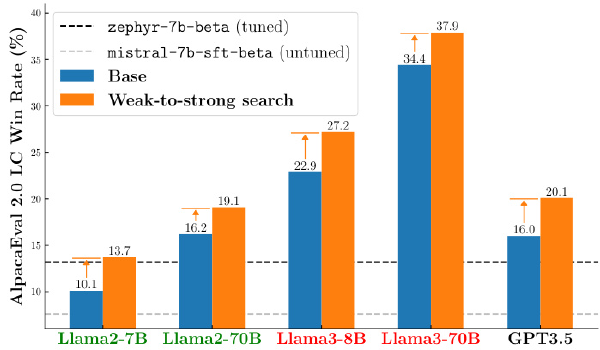 AlpacaEval 2.0 LC Win Rate (%)
40
35
30
25
20
15
10
zephyr-7b-beta (tuned)
mistral-7b-sft-beta (untuned)
Base
Weak-to-strong search
10.1
13.7
16.2
19.1
22.9
27.2
34.4
37.9
16.0
20.1
Llama2-7B
Llama2-70B
Llama3-8B
Llama3-70B
GPT3.5